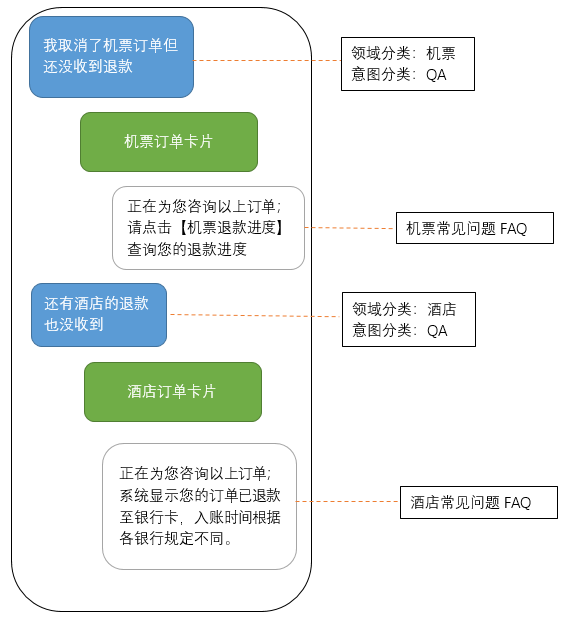 我取消了机票订单但
还没收到退款
领域分类：机票
意图分类：QA
机票订单卡片
正在为您咨询以上订单；
请点击【机票退款进度】
查询您的退款进度
机票常见问题 FAQ
还有酒店的退款
也没收到
领域分类：酒店
意图分类：QA
酒店订单卡片
正在为您咨询以上订单；
系统显示您的订单已退款
至银行卡，入账时间根据
各银行规定不同。
酒店常见问题 FAQ